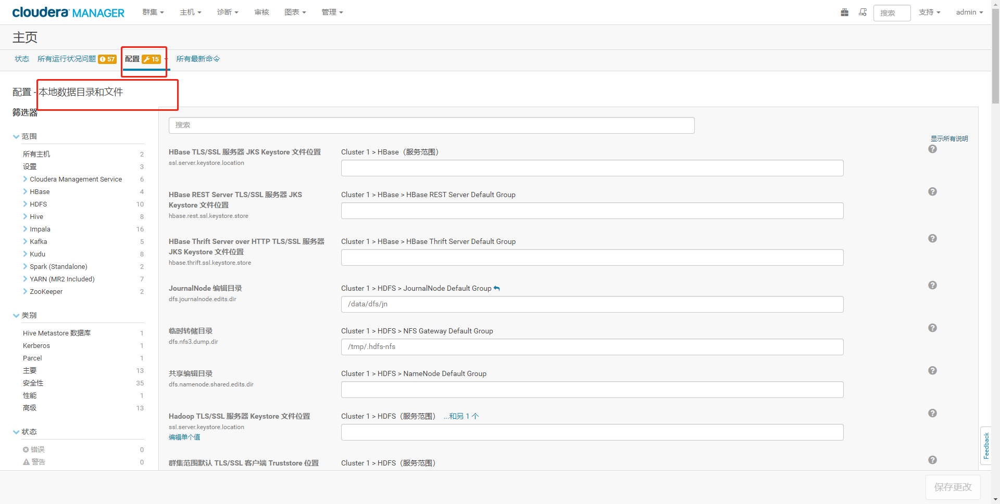 cloudera MANAGER 群集 主机 诊断 审核 图表 管理 搜索 支持 admin
主页
状态 所有运行状况问题 57 配置 15 所有最新命令
配置 - 本地数据目录和文件
筛选器
搜索
显示所有说明
范围
所有主机 2
设置 3
Cloudera Management Service 6
HBase 4
HDFS 10
Hive 8
Impala 16
Kafka 5
Kudu 8
Spark (Standalone) 2
YARN (MR2 Included) 7
ZooKeeper 2
类别
Hive Metastore 数据库 1
Kerberos 1
Parcel 1
主要 13
安全性 35
性能 1
高级 13
状态
错误 0
警告 0
HBase TLS/SSL 服务器 JKS Keystore 文件位置
ssl.server.keystore.location
Cluster 1 > HBase（服务范围）
HBase REST Server TLS/SSL 服务器 JKS
Keystore 文件位置
hbase.rest.ssl.keystore.store
Cluster 1 > HBase > HBase REST Server Default Group
HBase Thrift Server over HTTP TLS/SSL 服务器
JKS Keystore 文件位置
hbase.thrift.ssl.keystore.store
Cluster 1 > HBase > HBase Thrift Server Default Group
JournalNode 编辑目录
dfs.journalnode.edits.dir
Cluster 1 > HDFS > JournalNode Default Group
/data/dfs/jn
临时转储目录
dfs.nfs3.dump.dir
Cluster 1 > HDFS > NFS Gateway Default Group
/tmp/.hdfs-nfs
共享编辑目录
dfs.namenode.shared.edits.dir
Cluster 1 > HDFS > NameNode Default Group
Hadoop TLS/SSL 服务器 Keystore 文件位置
ssl.server.keystore.location
编辑单个值
Cluster 1 > HDFS（服务范围） ...和另 1 个
群集范围默认 TLS/SSL 客户端 Truststore 位置
Cluster 1 > HDFS（服务范围）
Feedback
保存更改